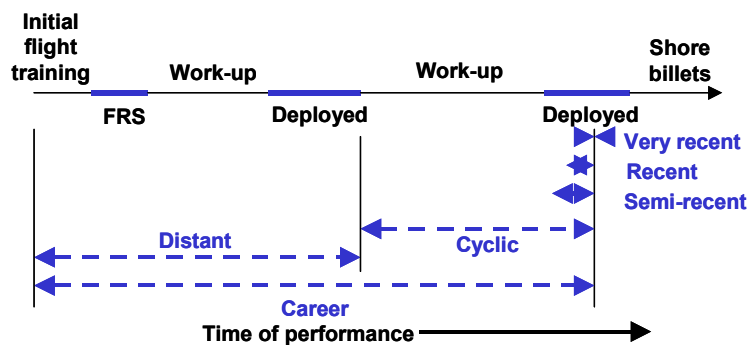 Initial
flight
training
Work-up
Work-up
Shore
billets
FRS
Deployed
Deployed
Very recent
Recent
Semi-recent
Distant
Cyclic
Career
Time of performance